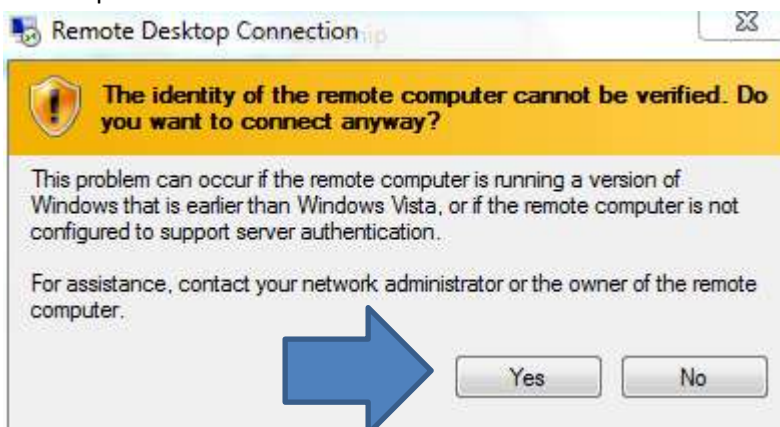 Remote Desktop Connection
The identity of the remote computer cannot be verified. Do
you want to connect anyway?
This problem can occur if the remote computer is running a version of
Windows that is earlier than Windows Vista, or if the remote computer is not
configured to support server authentication.
For assistance, contact your network administrator or the owner of the remote
computer.
Yes No